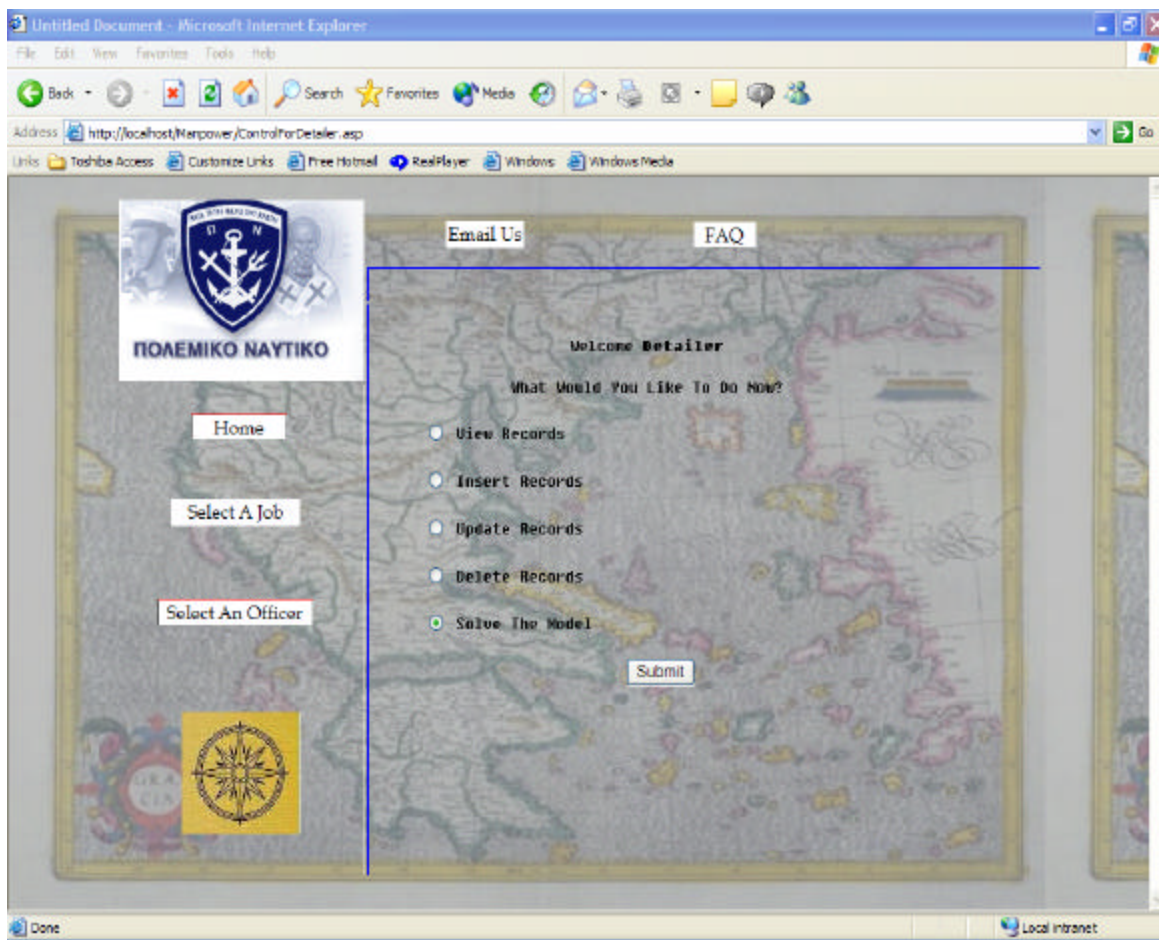 Untitled Document - Microsoft Internet Explorer
File Edit View Favorites Tools Help
Back Search Favorites Media
Address http://localhost/Manpower/ControlForDetailer.asp Go
Links Toshiba Access Customize Links Free Hotmail RealPlayer Windows Windows Media
Π Ν
ΠΟΛΕΜΙΚΟ ΝΑΥΤΙΚΟ
Email Us FAQ
Home
Select A Job
Select An Officer
Welcome Detailer
What Would You Like To Do Now?
View Records
Insert Records
Update Records
Delete Records
Solve The Model
Submit
Done Local intranet